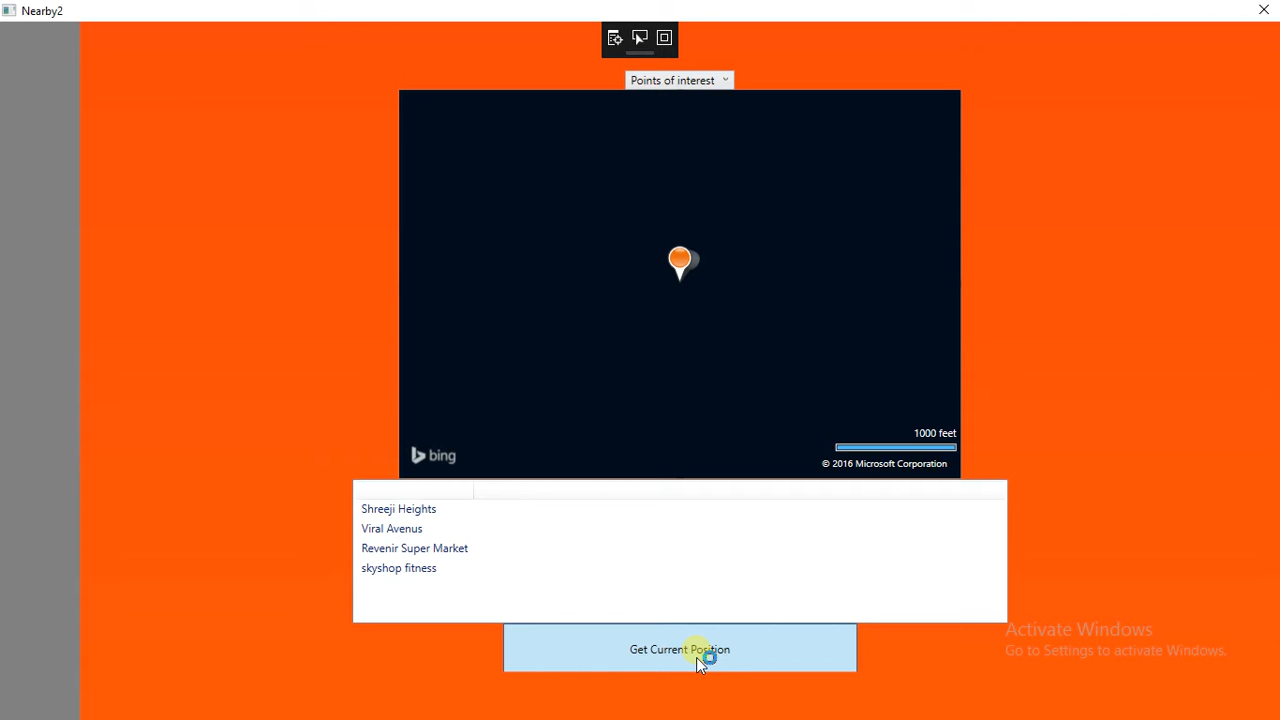 Nearby2
Points of interest
1000 feet
bing
© 2016 Microsoft Corporation
Shreeji Heights
Viral Avenus
Revenir Super Market
skyshop fitness
Get Current Position
Activate Windows
Go to Settings to activate Windows.